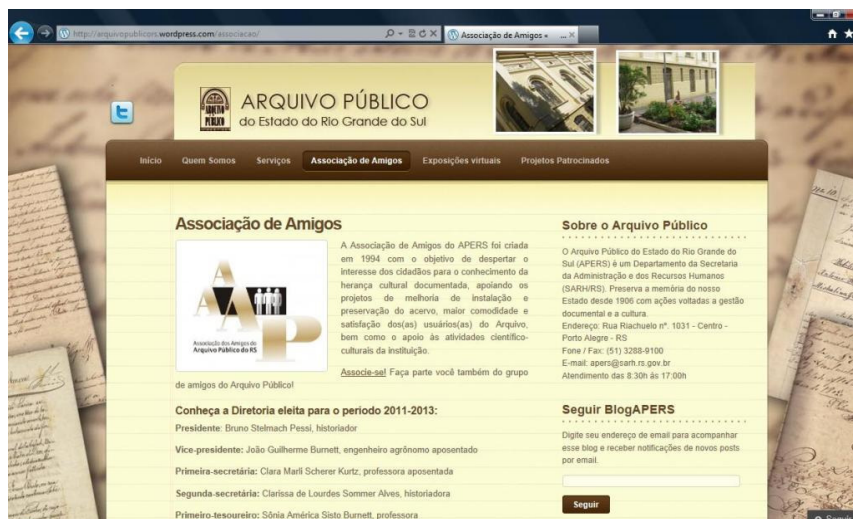 http://arquivopublicors.wordpress.com/associacao/
Associação de Amigos «
ARQUIVO PÚBLICO
do Estado do Rio Grande do Sul
ARQUIVO
PÚBLICO
Início
Quem Somos
Serviços
Associação de Amigos
Exposições virtuais
Projetos Patrocinados
Associação de Amigos
AAAP
Associação dos Amigos do
Arquivo Público do RS
A Associação de Amigos do APERS foi criada
em 1994 com o objetivo de despertar o
interesse dos cidadãos para o conhecimento da
herança cultural documentada, apoiando os
projetos de melhoria de instalação e
preservação do acervo, maior comodidade e
satisfação dos(as) usuários(as) do Arquivo,
bem como o apoio às atividades científico-
culturais da instituição.
Associe-se! Faça parte você também do grupo
de amigos do Arquivo Público!
Conheça a Diretoria eleita para o período 2011-2013:
Presidente: Bruno Stelmach Pessi, historiador
Vice-presidente: João Guilherme Burnett, engenheiro agrônomo aposentado
Primeira-secretária: Clara Marli Scherer Kurtz, professora aposentada
Segunda-secretária: Clarissa de Lourdes Sommer Alves, historiadora
Primeiro-tesoureiro: Sônia América Sisto Burnett, professora
Sobre o Arquivo Público
O Arquivo Público do Estado do Rio Grande do
Sul (APERS) é um Departamento da Secretaria
da Administração e dos Recursos Humanos
(SARH/RS). Preserva a memória do nosso
Estado desde 1906 com ações voltadas a gestão
documental e a cultura.
Endereço: Rua Riachuelo nº. 1031 - Centro -
Porto Alegre - RS
Fone / Fax: (51) 3288-9100
E-mail: apers@sarh.rs.gov.br
Atendimento das 8:30h às 17:00h
Seguir BlogAPERS
Digite seu endereço de email para acompanhar
esse blog e receber notificações de novos posts
por email.
Seguir
Seguir